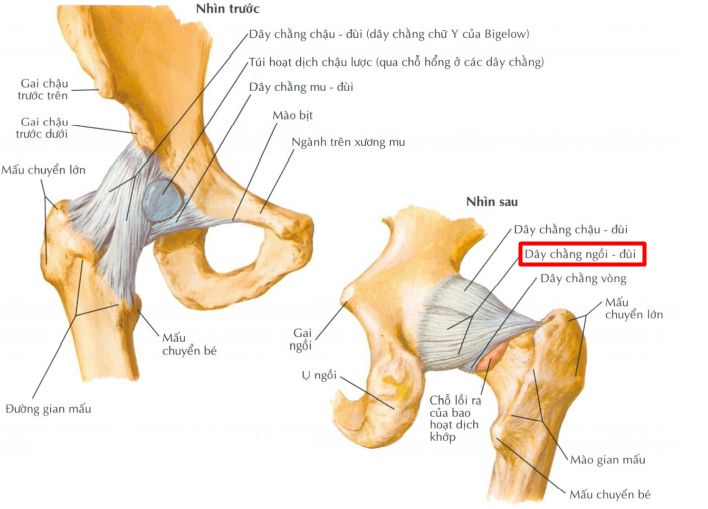 Nhìn trước
Dây chằng chậu - đùi (dây chằng chữ Y của Bigelow)
Túi hoạt dịch chậu lược (qua chỗ hổng ở các dây chằng)
Dây chằng mu - đùi
Mào bịt
Ngành trên xương mu
Gai chậu
trước trên
Gai chậu
trước dưới
Mấu chuyển lớn
Mấu
chuyển bé
Đường gian mấu
Nhìn sau
Dây chằng chậu - đùi
Dây chằng ngồi - đùi
Dây chằng vòng
Mấu
chuyển lớn
Gai
ngồi
Ụ ngồi
Chỗ lồi ra
của bao
hoạt dịch
khớp
Mào gian mấu
Mấu chuyển bé